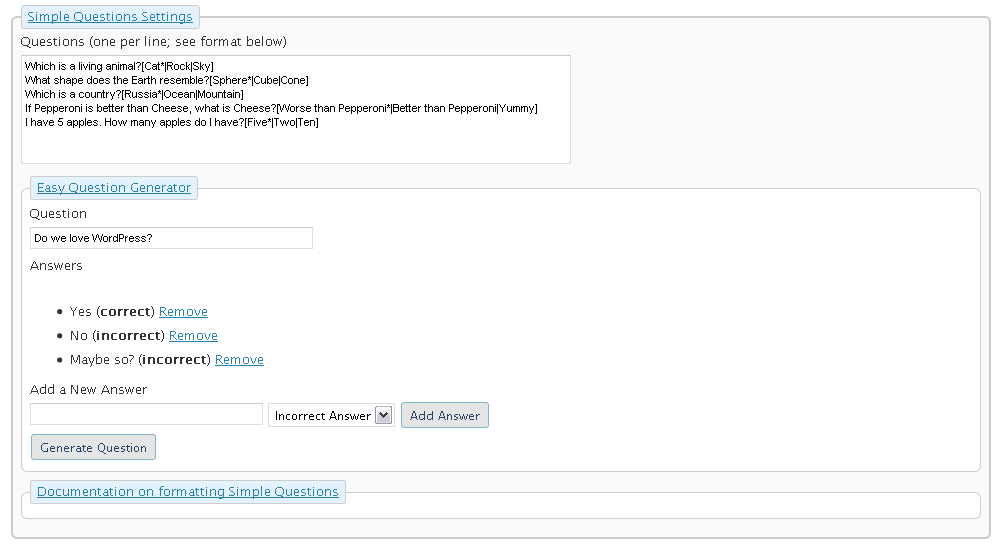 Simple Questions Settings
Questions (one per line; see format below)
Which is a living animal?[Cat*|Rock|Sky]
What shape does the Earth resemble?[Sphere*|Cube|Cone]
Which is a country?[Russia*|Ocean|Mountain]
If Pepperoni is better than Cheese, what is Cheese?[Worse than Pepperoni*|Better than Pepperoni|Yummy]
I have 5 apples. How many apples do I have?[Five*|Two|Ten]
Easy Question Generator
Question
Do we love WordPress?
Answers
• Yes (correct) Remove
• No (incorrect) Remove
• Maybe so? (incorrect) Remove
Add a New Answer
Incorrect Answer Add Answer
Generate Question
Documentation on formatting Simple Questions